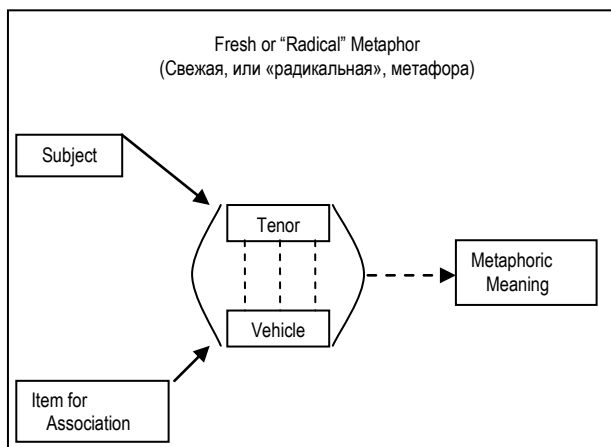 Fresh or “Radical” Metaphor
(Свежая, или «радикальная», метафора)
Subject
Tenor
Metaphoric
Meaning
Vehicle
Item for
Association